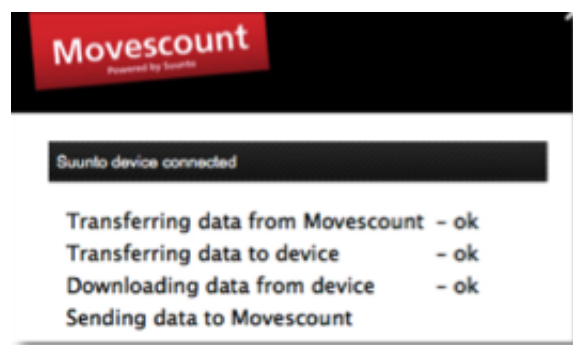 Movescount
Powered by Suunto
Suunto device connected
Transferring data from Movescount – ok
Transferring data to device – ok
Downloading data from device – ok
Sending data to Movescount